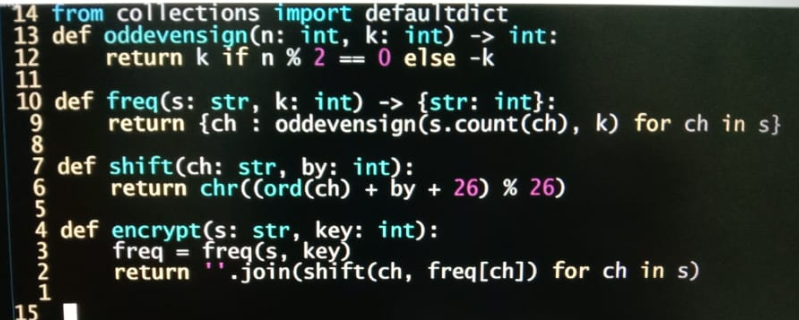 14 from collections import defaultdict
13 def oddevensign(n: int, k: int) -> int:
12     return k if n % 2 == 0 else -k
11
10 def freq(s: str, k: int) -> {str: int}:
9     return {ch : oddevensign(s.count(ch), k) for ch in s}
8
7 def shift(ch: str, by: int):
6     return chr((ord(ch) + by + 26) % 26)
5
4 def encrypt(s: str, key: int):
3     freq = freq(s, key)
2     return ''.join(shift(ch, freq[ch]) for ch in s)
1
15